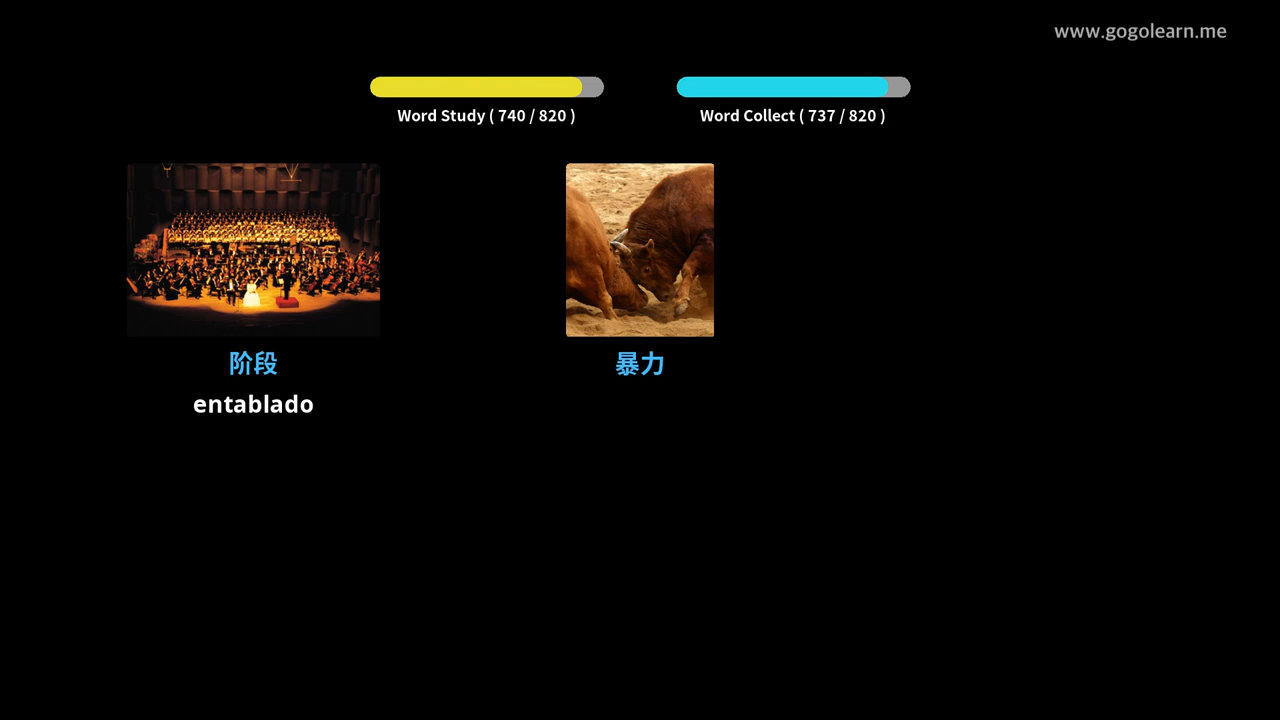 www.gogolearn.me
Word Study ( 740 / 820 )
Word Collect ( 737 / 820 )
阶段
entablado
暴力